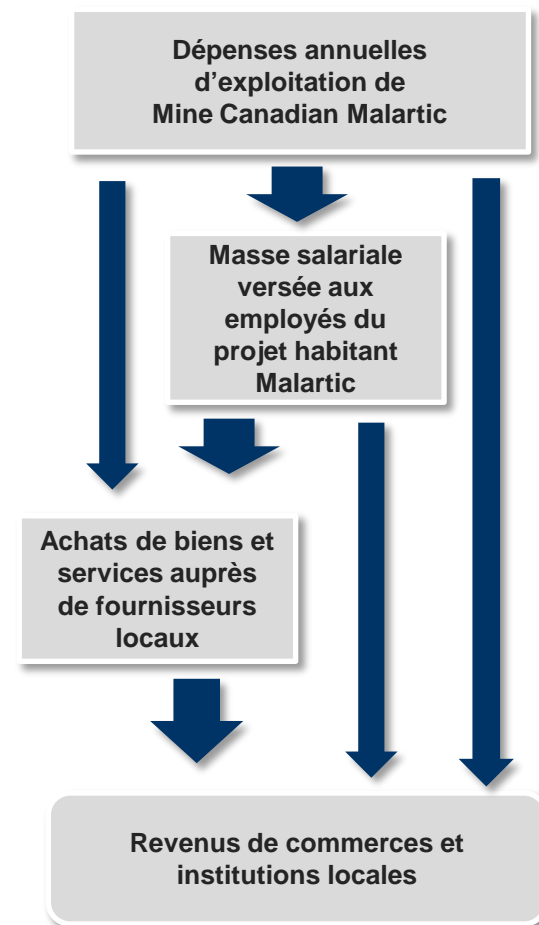 Dépenses annuelles
d’exploitation de
Mine Canadian Malartic
Masse salariale
versée aux
employés du
projet habitant
Malartic
Achats de biens et
services auprès
de fournisseurs
locaux
Revenus de commerces et
institutions locales